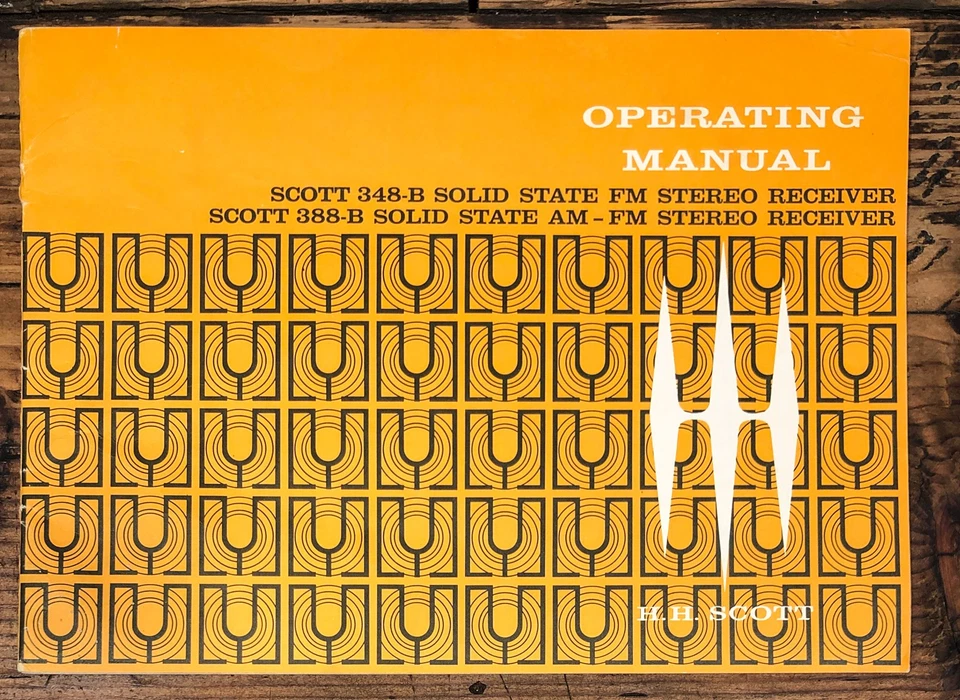 OPERATING
MANUAL
SCOTT 348-B SOLID STATE FM STEREO RECEIVER
SCOTT 388-B SOLID STATE AM-FM STEREO RECEIVER
H.H. SCOTT